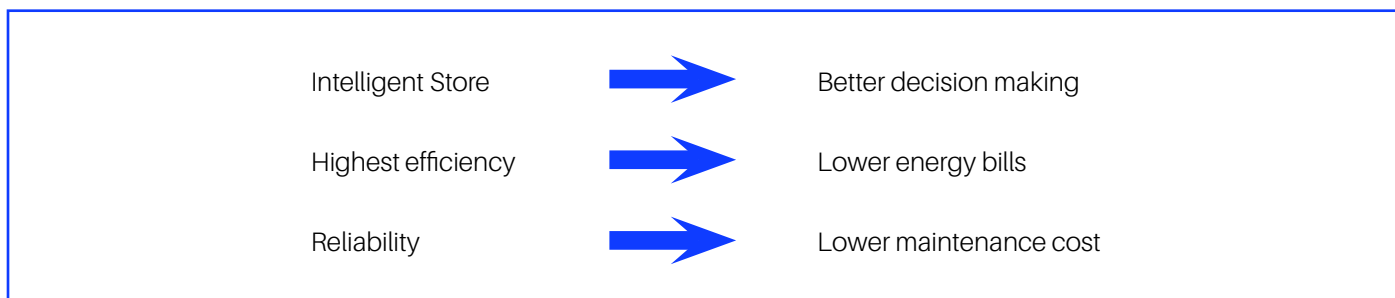 Intelligent Store Better decision making
Highest efficiency Lower energy bills
Reliability Lower maintenance cost